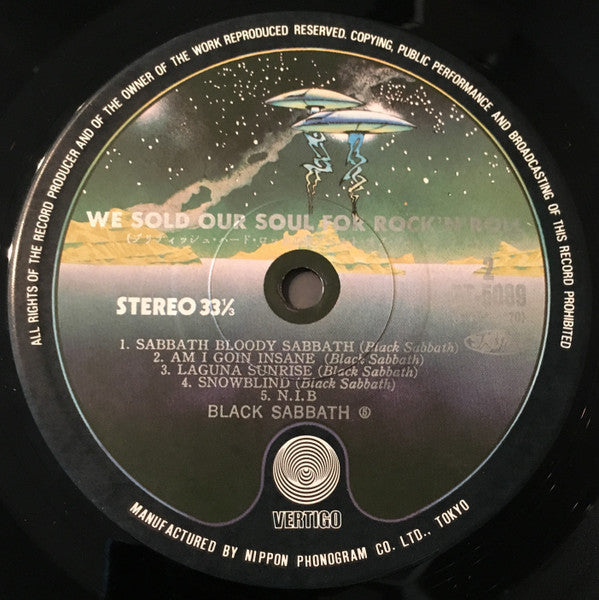 ALL RIGHTS OF THE RECORD PRODUCER AND OF THE OWNER OF THE WORK REPRODUCED RESERVED. COPYING, PUBLIC PERFORMANCE AND BROADCASTING OF THIS RECORD PROHIBITED
WE SOLD OUR SOUL FOR ROCK'N'ROLL
2
STEREO 33⅓
1. SABBATH BLOODY SABBATH (Black Sabbath)
2. AM I GOIN INSANE (Black Sabbath)
3. LAGUNA SUNRISE (Black Sabbath)
4. SNOWBLIND (Black Sabbath)
5. N.I.B
BLACK SABBATH Ⓢ
VERTIGO
MANUFACTURED BY NIPPON PHONOGRAM CO. LTD., TOKYO